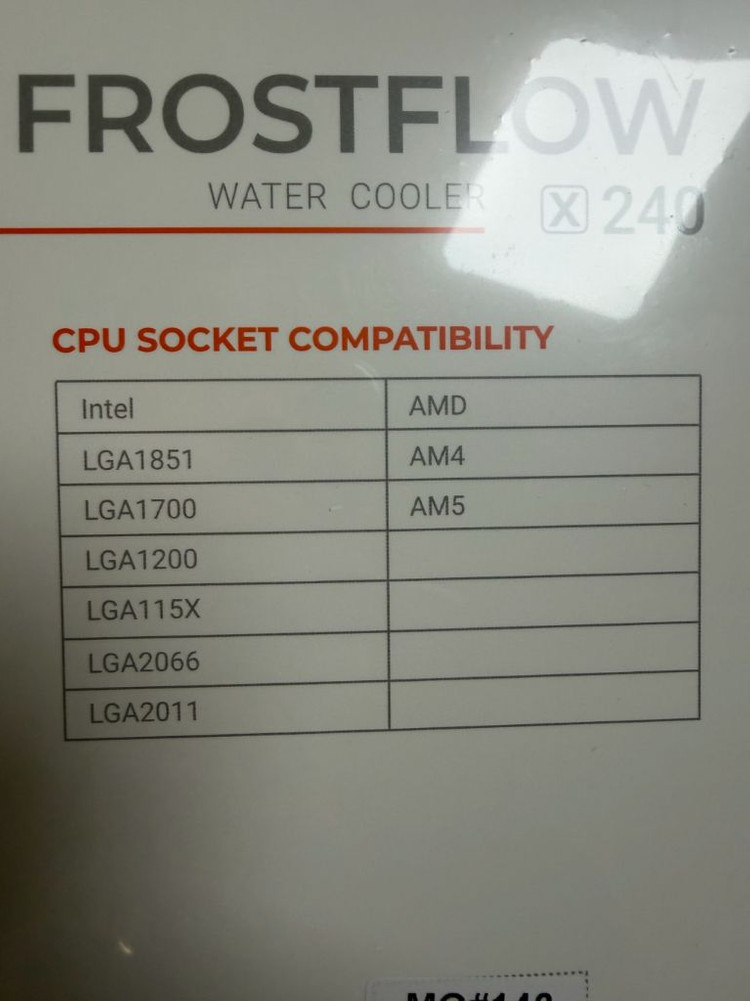 FROSTFLOW
WATER COOLER X 240
CPU SOCKET COMPATIBILITY
Intel AMD
LGA1851 AM4
LGA1700 AM5
LGA1200
LGA115X
LGA2066
LGA2011